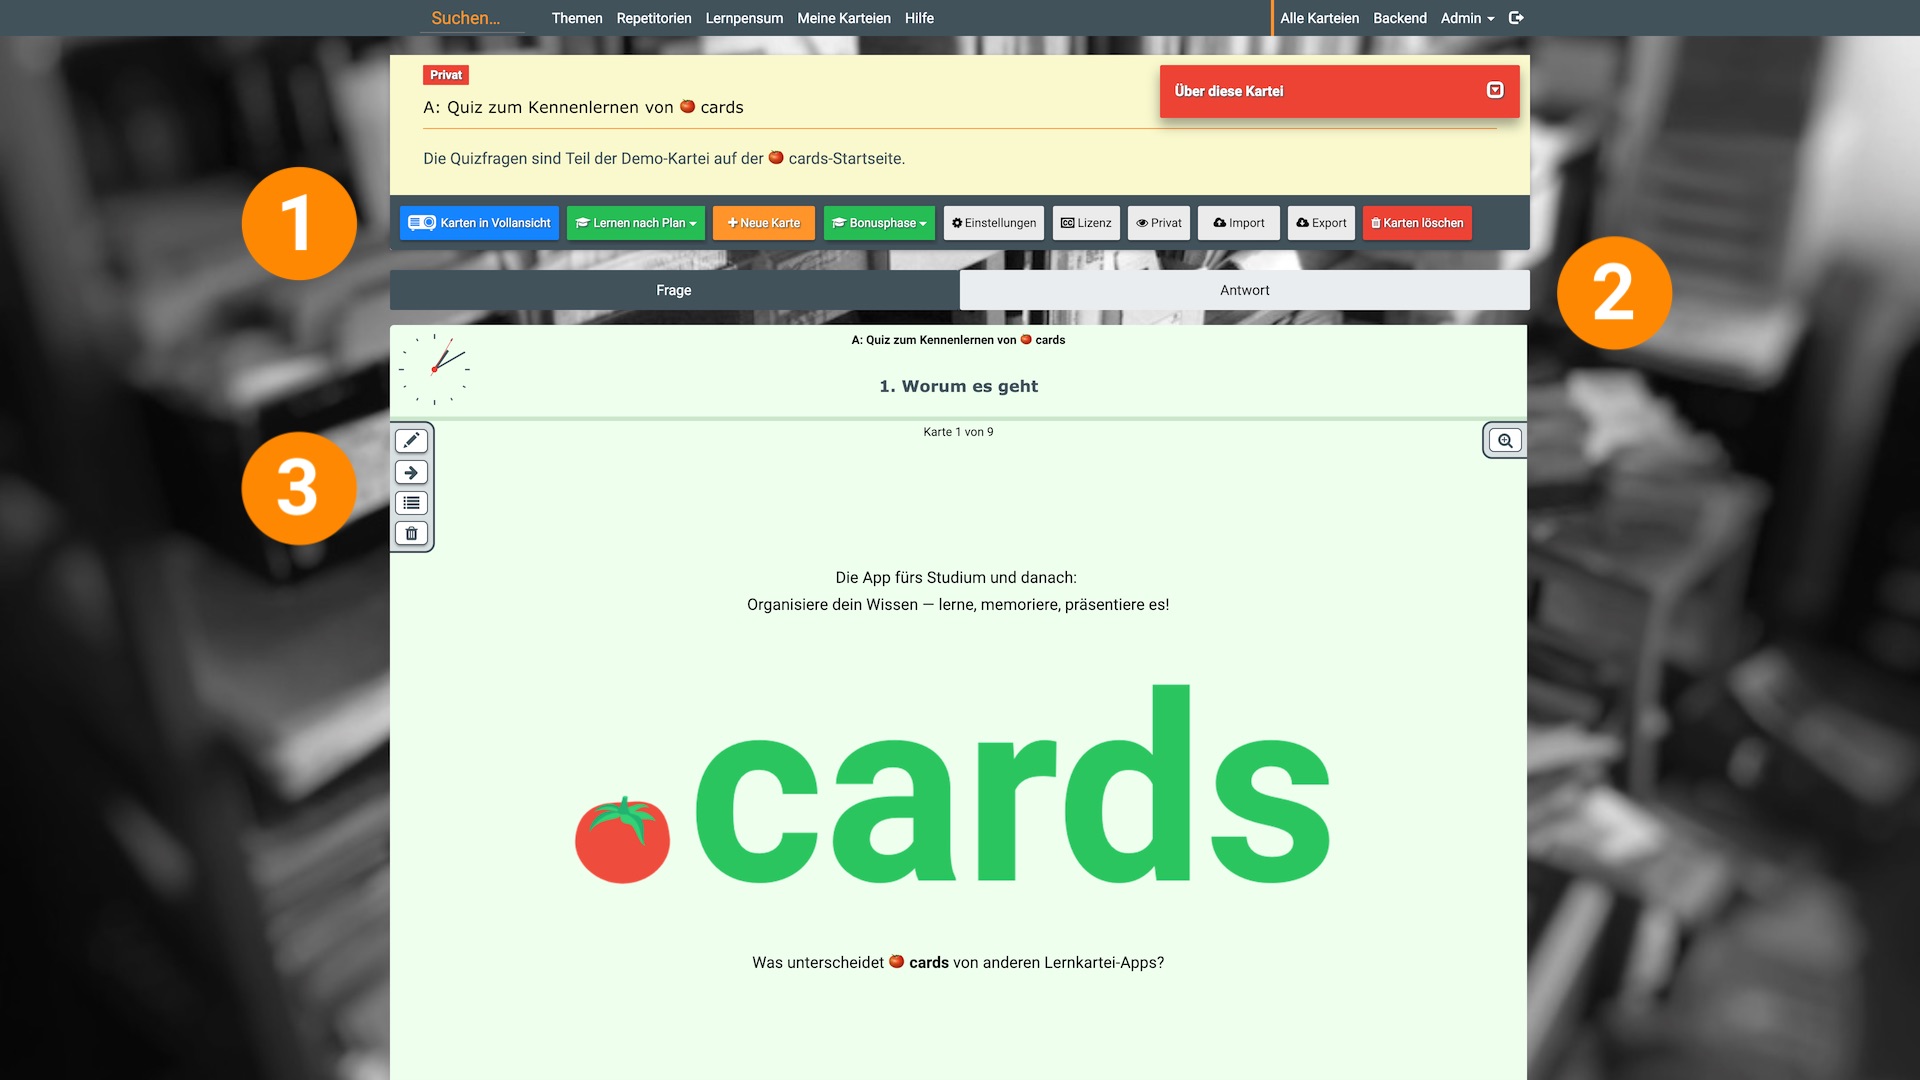 Suchen...
Themen Repetitorien Lernpensum Meine Karteien Hilfe
Alle Karteien Backend Admin
Privat
A: Quiz zum Kennenlernen von 🍅 cards
Über diese Kartei
Die Quizfragen sind Teil der Demo-Kartei auf der 🍅 cards-Startseite.
1
Karten in Vollansicht Lernen nach Plan Neue Karte Bonusphase Einstellungen Lizenz Privat Import Export Karten löschen
Frage Antwort
2
A: Quiz zum Kennenlernen von 🍅 cards
1. Worum es geht
Karte 1 von 9
3
Die App fürs Studium und danach:
Organisiere dein Wissen — lerne, memoriere, präsentiere es!
cards
Was unterscheidet 🍅 cards von anderen Lernkartei-Apps?